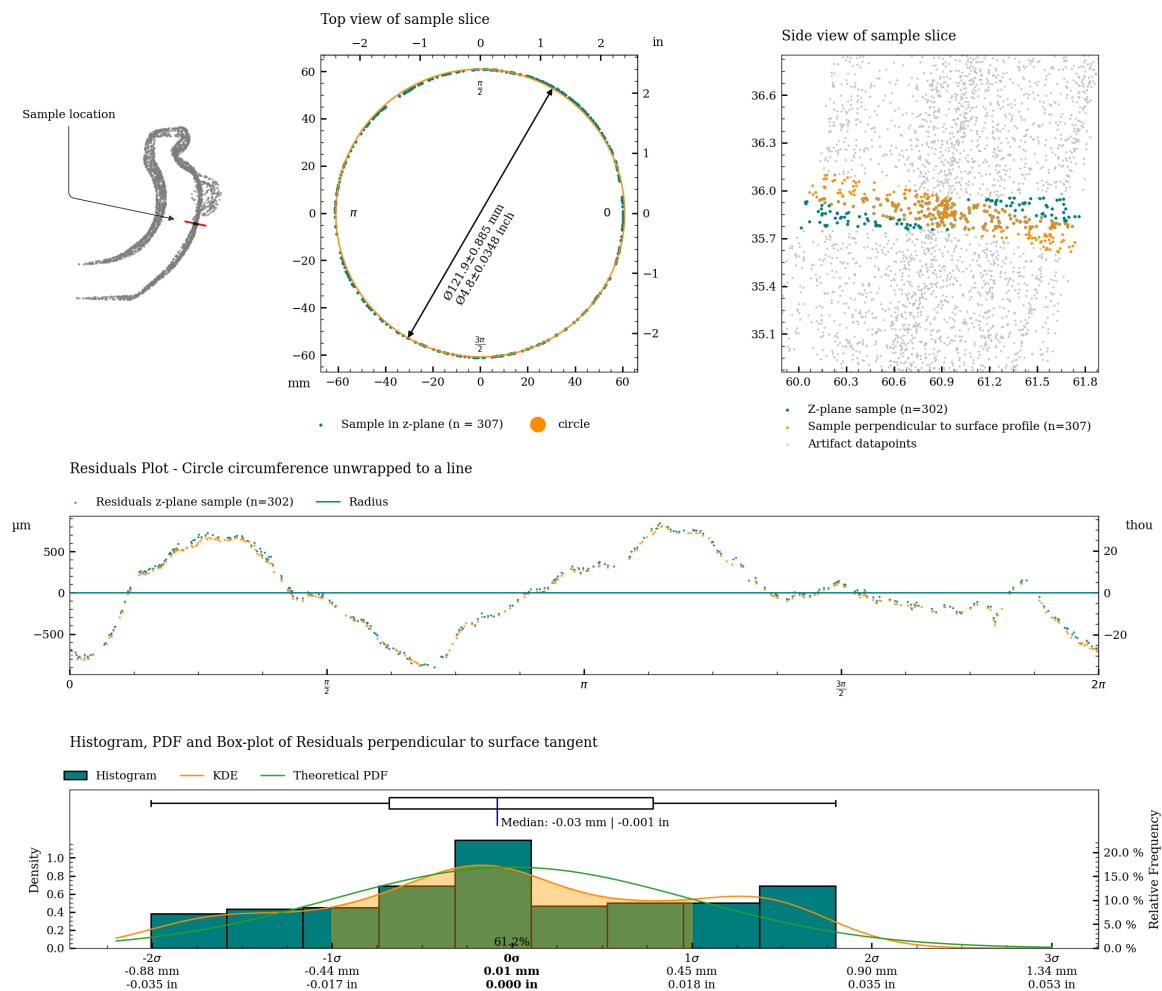 Top view of sample slice
Side view of sample slice
Sample location
−2 −1 0 1 2 in
60
40
20
0
−20
−40
−60
2
1
0
−1
−2
π/2
π
0
3π/2
Ø121.9±0.885 mm
Ø4.8±0.0348 inch
mm −60 −40 −20 0 20 40 60
Sample in z-plane (n = 307) circle
36.6
36.3
36.0
35.7
35.4
35.1
60.0 60.3 60.6 60.9 61.2 61.5 61.8
Z-plane sample (n=302)
Sample perpendicular to surface profile (n=307)
Artifact datapoints
Residuals Plot - Circle circumference unwrapped to a line
Residuals z-plane sample (n=302) Radius
µm thou
500
0
−500
20
0
−20
0 π/2 π 3π/2 2π
Histogram, PDF and Box-plot of Residuals perpendicular to surface tangent
Histogram KDE Theoretical PDF
Median: -0.03 mm | -0.001 in
Density
1.0
0.8
0.6
0.4
0.2
0.0
Relative Frequency
20.0 %
15.0 %
10.0 %
5.0 %
0.0 %
61.2%
-2σ -1σ 0σ 1σ 2σ 3σ
-0.88 mm -0.44 mm 0.01 mm 0.45 mm 0.90 mm 1.34 mm
-0.035 in -0.017 in 0.000 in 0.018 in 0.035 in 0.053 in